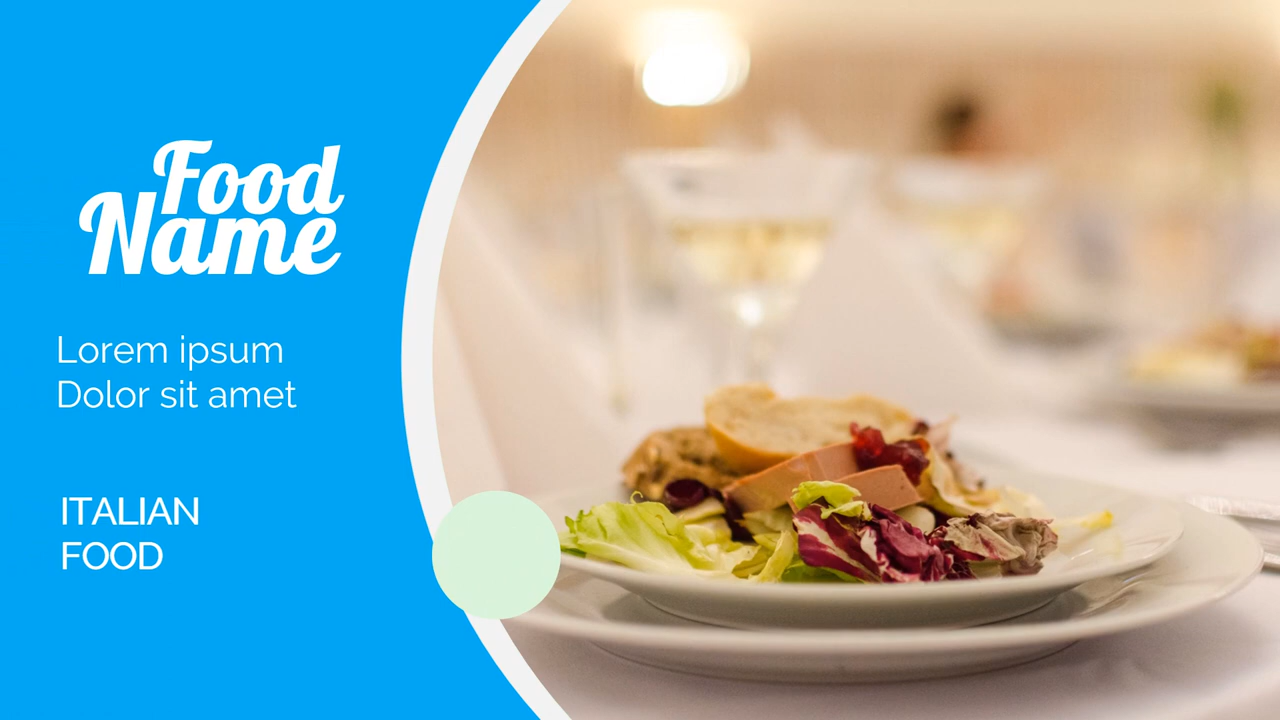 Food
Name
Lorem ipsum
Dolor sit amet
ITALIAN
FOOD